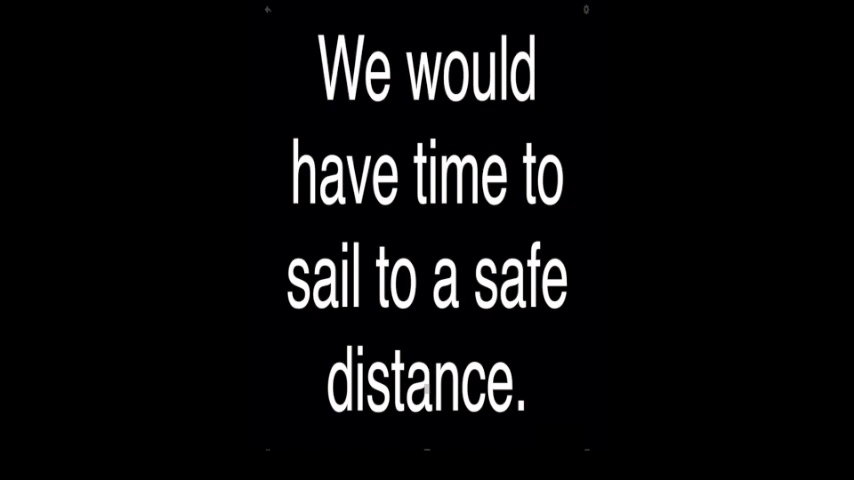 We would
have time to
sail to a safe
distance.